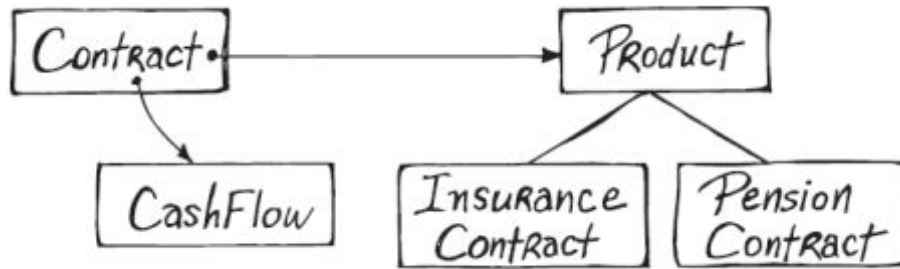 Contract
Product
CashFlow
Insurance
Contract
Pension
Contract